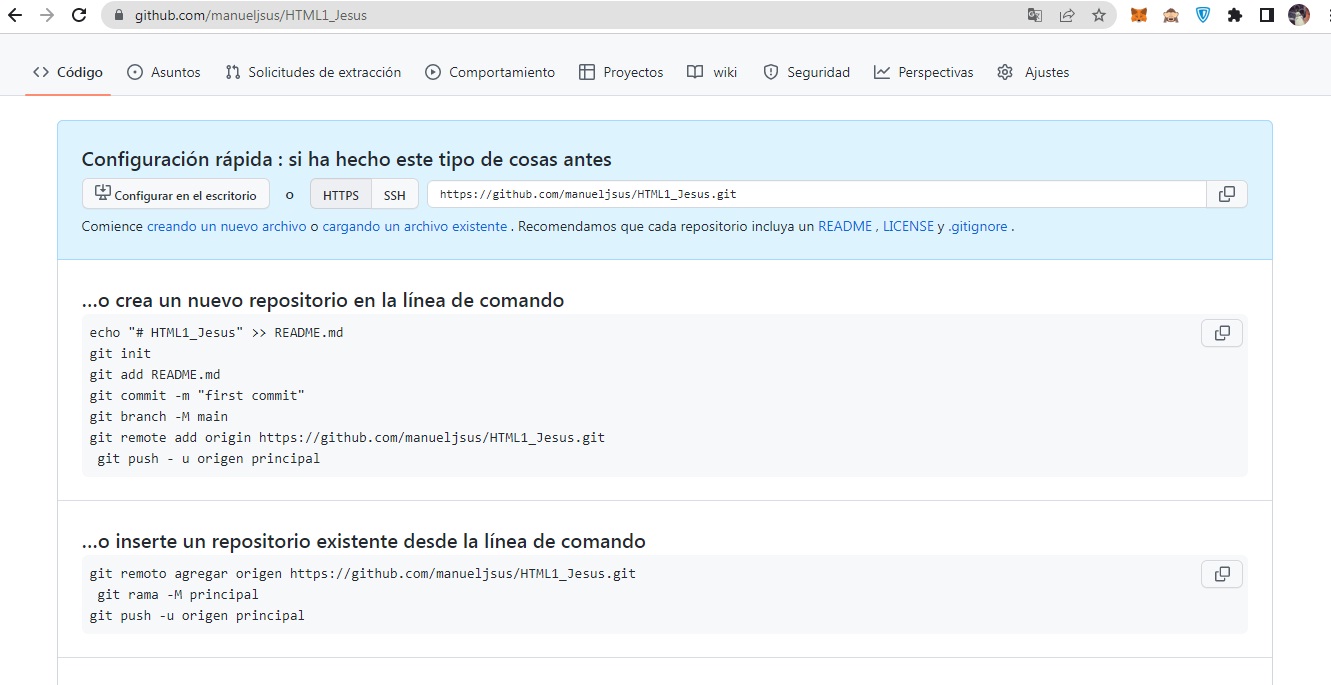 github.com/manueljsus/HTML1_Jesus
Código Asuntos Solicitudes de extracción Comportamiento Proyectos wiki Seguridad Perspectivas Ajustes
Configuración rápida : si ha hecho este tipo de cosas antes
Configurar en el escritorio o HTTPS SSH https://github.com/manueljsus/HTML1_Jesus.git
Comience creando un nuevo archivo o cargando un archivo existente . Recomendamos que cada repositorio incluya un README , LICENSE y .gitignore .
...o crea un nuevo repositorio en la línea de comando
echo "# HTML1_Jesus" >> README.md
git init
git add README.md
git commit -m "first commit"
git branch -M main
git remote add origin https://github.com/manueljsus/HTML1_Jesus.git
git push - u origen principal
...o inserte un repositorio existente desde la línea de comando
git remoto agregar origen https://github.com/manueljsus/HTML1_Jesus.git
git rama -M principal
git push -u origen principal